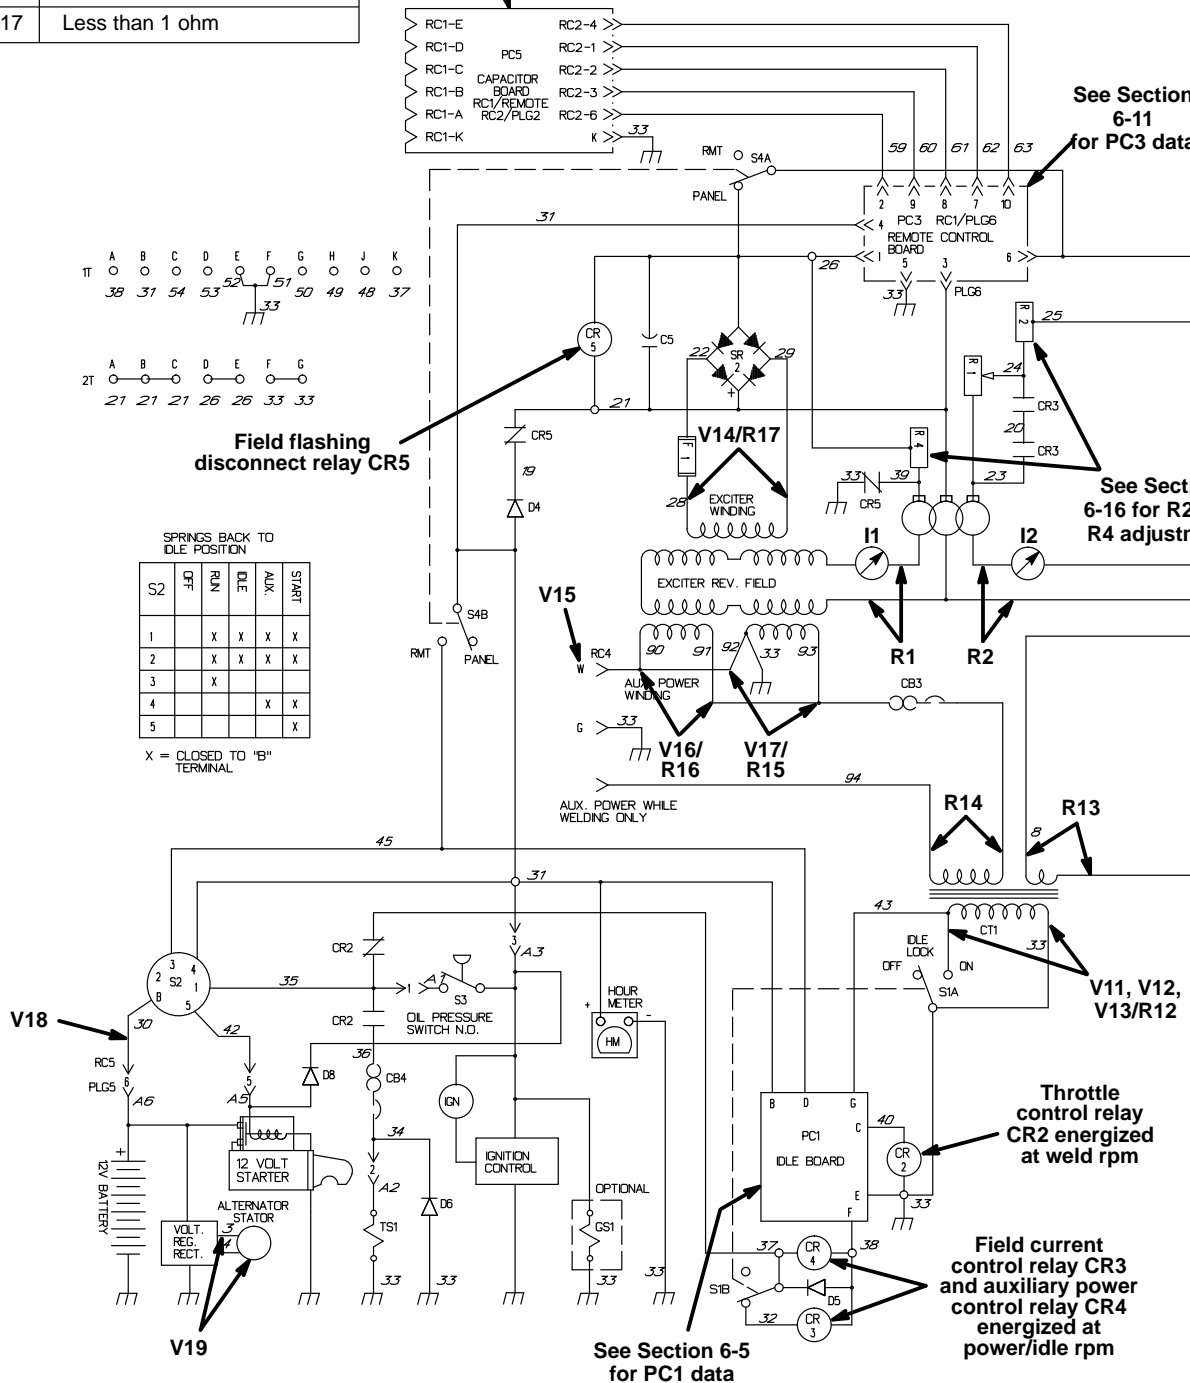 17 Less than 1 ohm
RC1-E RC2-4
RC1-D RC2-1
PC5
RC1-C RC2-2
CAPACITOR
BOARD
RC1-B RC2-3
RC1/REMOTE
RC2/PLG2
RC1-A RC2-6
RC1-K K 33
See Section
6-11
for PC3 data
59 60 61 62 63
RMT S4A
PANEL
2 9 8 7 10
31 4
PC3 RC1/PLG6
REMOTE CONTROL
BOARD
1 5 3 6
26
33 PLG6
A B C D E F G H J K
1T
38 31 54 53 52 51 50 49 48 37
33
R 2 25
CR 5
C5
22 SR 2 29
+
R 1 24
CR3
20
CR3
23
A B C D E F G
2T
21 21 21 26 26 33 33
21
Field flashing
disconnect relay CR5
CR5
19
D4
F 1
V14/R17
28
EXCITER
WINDING
R 4
33 39
CR5
See Secti
6-16 for R2
R4 adjustm
SPRINGS BACK TO
IDLE POSITION
S2 OFF RUN IDLE AUX. START
1 X X X X
2 X X X X
3 X
4 X X
5 X
X = CLOSED TO "B"
TERMINAL
I1 I2
EXCITER REV. FIELD
V15
S4B
RMT PANEL
W RC4
90 91 92 33 93
AUX. POWER
WINDING
R1 R2
CB3
G 33
V16/
R16
V17/
R15
94
AUX. POWER WHILE
WELDING ONLY
R14 R13
8
45
31
43
CT1
33
IDLE
LOCK
OFF ON
S1A
V11, V12,
V13/R12
3
A3
CR2
3 4
2 S2 1
B 5
35
1 A1 S3
OIL PRESSURE
SWITCH N.O.
CR2
HOUR
METER
+ -
HM
V18
30 42
RC5
6
PLG5
A6
5
A5
D8
36
CB4
34
IGN
IGNITION
CONTROL
2
A2
D6
TS1
33 33
12V BATTERY
+
12 VOLT
STARTER
ALTERNATOR
STATOR
VOLT.
REG.
RECT.
3
4
V19
OPTIONAL
GS1
33
33
B D G
C
PC1
IDLE BOARD
E
F
40
CR 2
33
Throttle
control relay
CR2 energized
at weld rpm
37 CR 4 38
S1B
D5
32 CR 3
Field current
control relay CR3
and auxiliary power
control relay CR4
energized at
power/idle rpm
See Section 6-5
for PC1 data